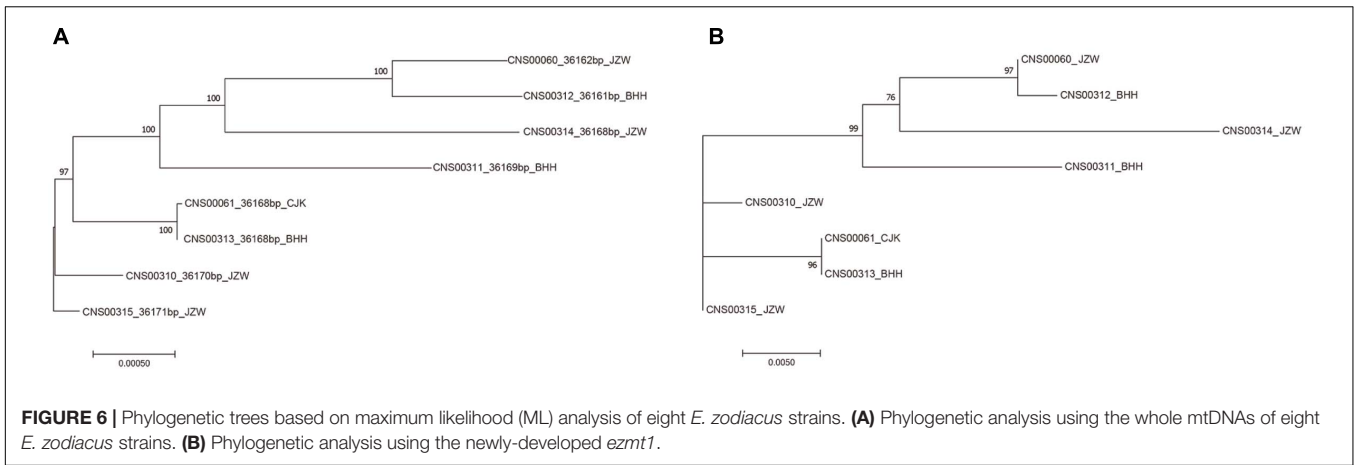 A
100
CNS00060_36162bp_JZW
CNS00312_36161bp_BHH
100
CNS00314_36168bp_JZW
100
CNS00311_36169bp_BHH
97
CNS00061_36168bp_CJK
100
CNS00313_36168bp_BHH
CNS00310_36170bp_JZW
CNS00315_36171bp_JZW
0.00050
B
CNS00060_JZW
97
CNS00312_BHH
76
CNS00314_JZW
99
CNS00311_BHH
CNS00310_JZW
CNS00061_CJK
96
CNS00313_BHH
CNS00315_JZW
0.0050
FIGURE 6 | Phylogenetic trees based on maximum likelihood (ML) analysis of eight E. zodiacus strains. (A) Phylogenetic analysis using the whole mtDNAs of eight
E. zodiacus strains. (B) Phylogenetic analysis using the newly-developed ezmt1.